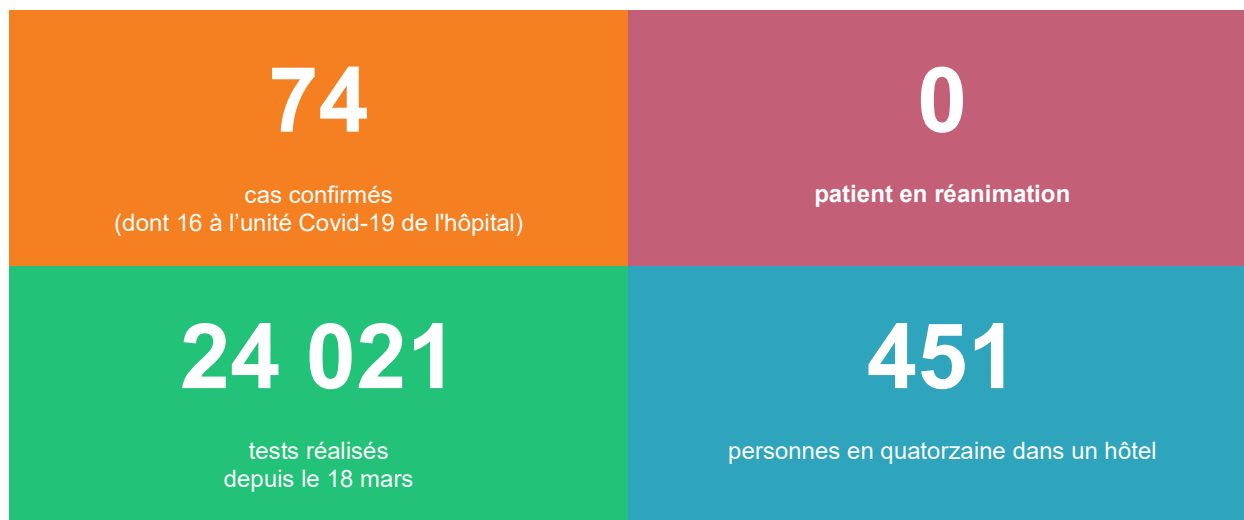 74
cas confirmés
(dont 16 à l’unité Covid-19 de l'hôpital)
0
patient en réanimation
24 021
tests réalisés
depuis le 18 mars
451
personnes en quatorzaine dans un hôtel